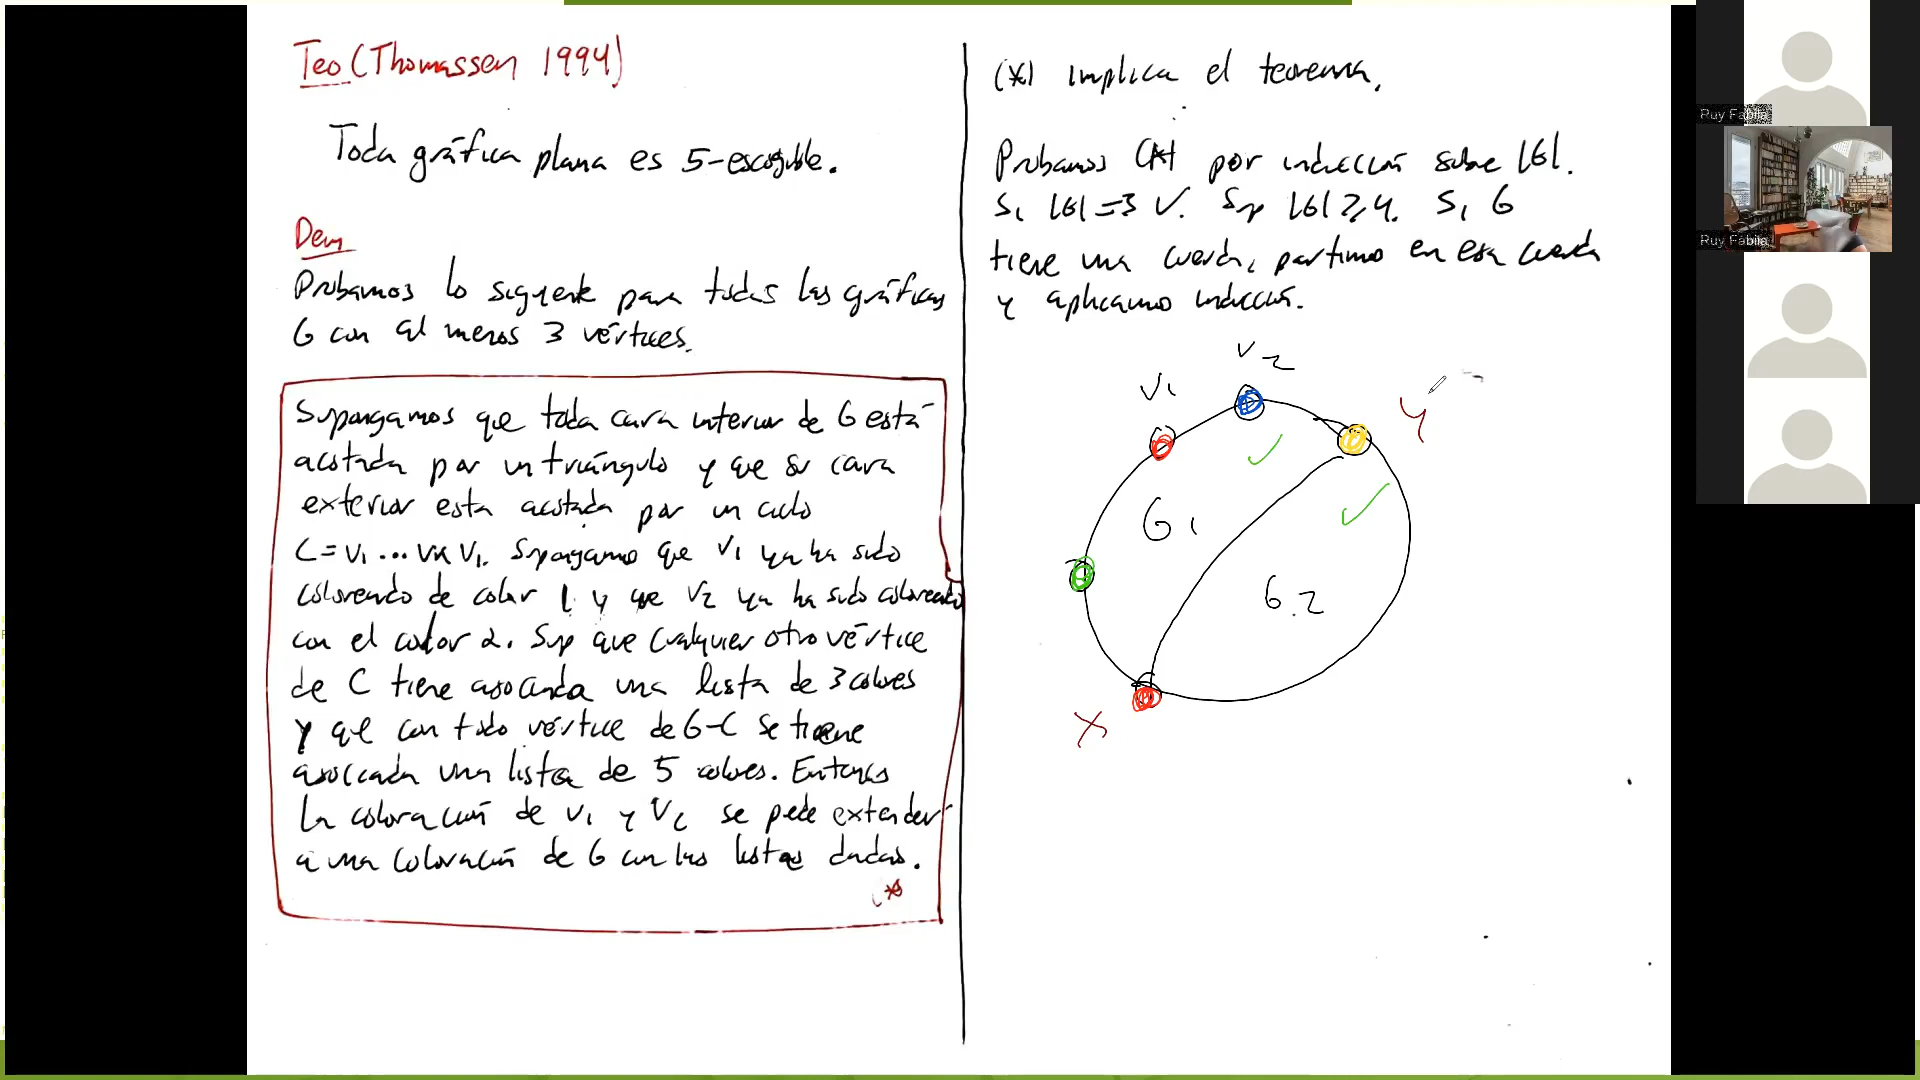 Teo (Thomassen 1994)
Toda gráfica plana es 5-escogible.
Dem
Probamos lo siguiente para todas las gráficas
G con al menos 3 vértices.
Supongamos que toda cara interior de G está
acotada por un triángulo y que su cara
exterior esta acotada por un ciclo
C = v1 ... vk v1. Supongamos que v1 ya ha sido
coloreado de color 1 y que v2 ya ha sido coloreado
con el color 2. Sup que cualquier otro vértice
de C tiene asociada una lista de 3 colores
y que con todo vértice de G-C se tiene
asociada una lista de 5 colores. Entonces
la coloración de v1 y v2 se puede extender
a una coloración de G con las listas dadas.
(*)
(*) implica el teorema.
Probamos (*) por inducción sobre |G|.
Si |G| = 3 ✓. Sup |G| ≥ 4. Si G
tiene una cuerda, partimo en esa cuerda
y aplicamo inducción.
v1
v2
y
G1
G2
x
Ruy Fabila
Ruy Fabila